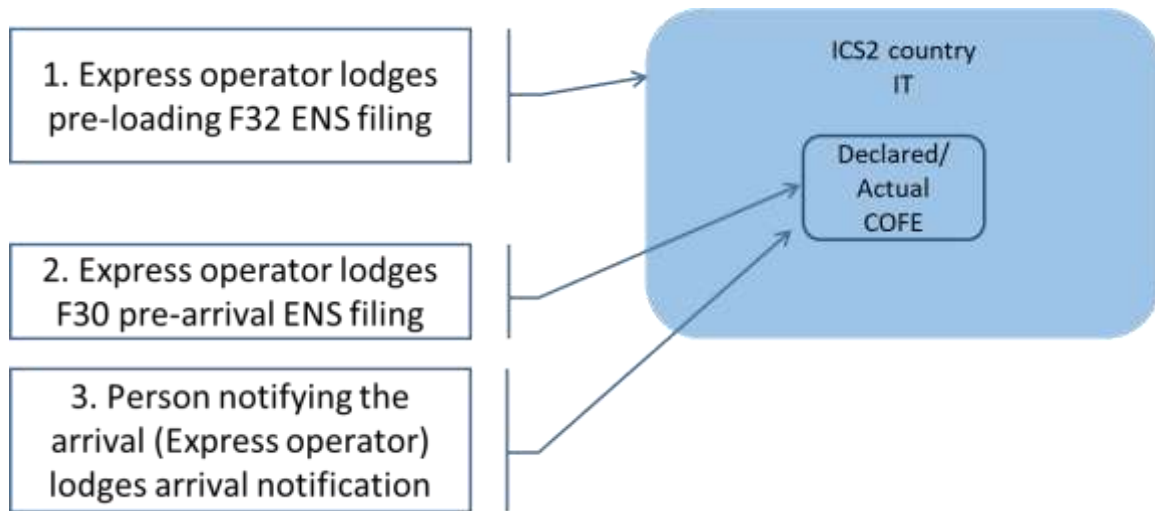 1. Express operator lodges
pre-loading F32 ENS filing
ICS2 country
IT
Declared/
Actual
COFE
2. Express operator lodges
F30 pre-arrival ENS filing
3. Person notifying the
arrival (Express operator)
lodges arrival notification